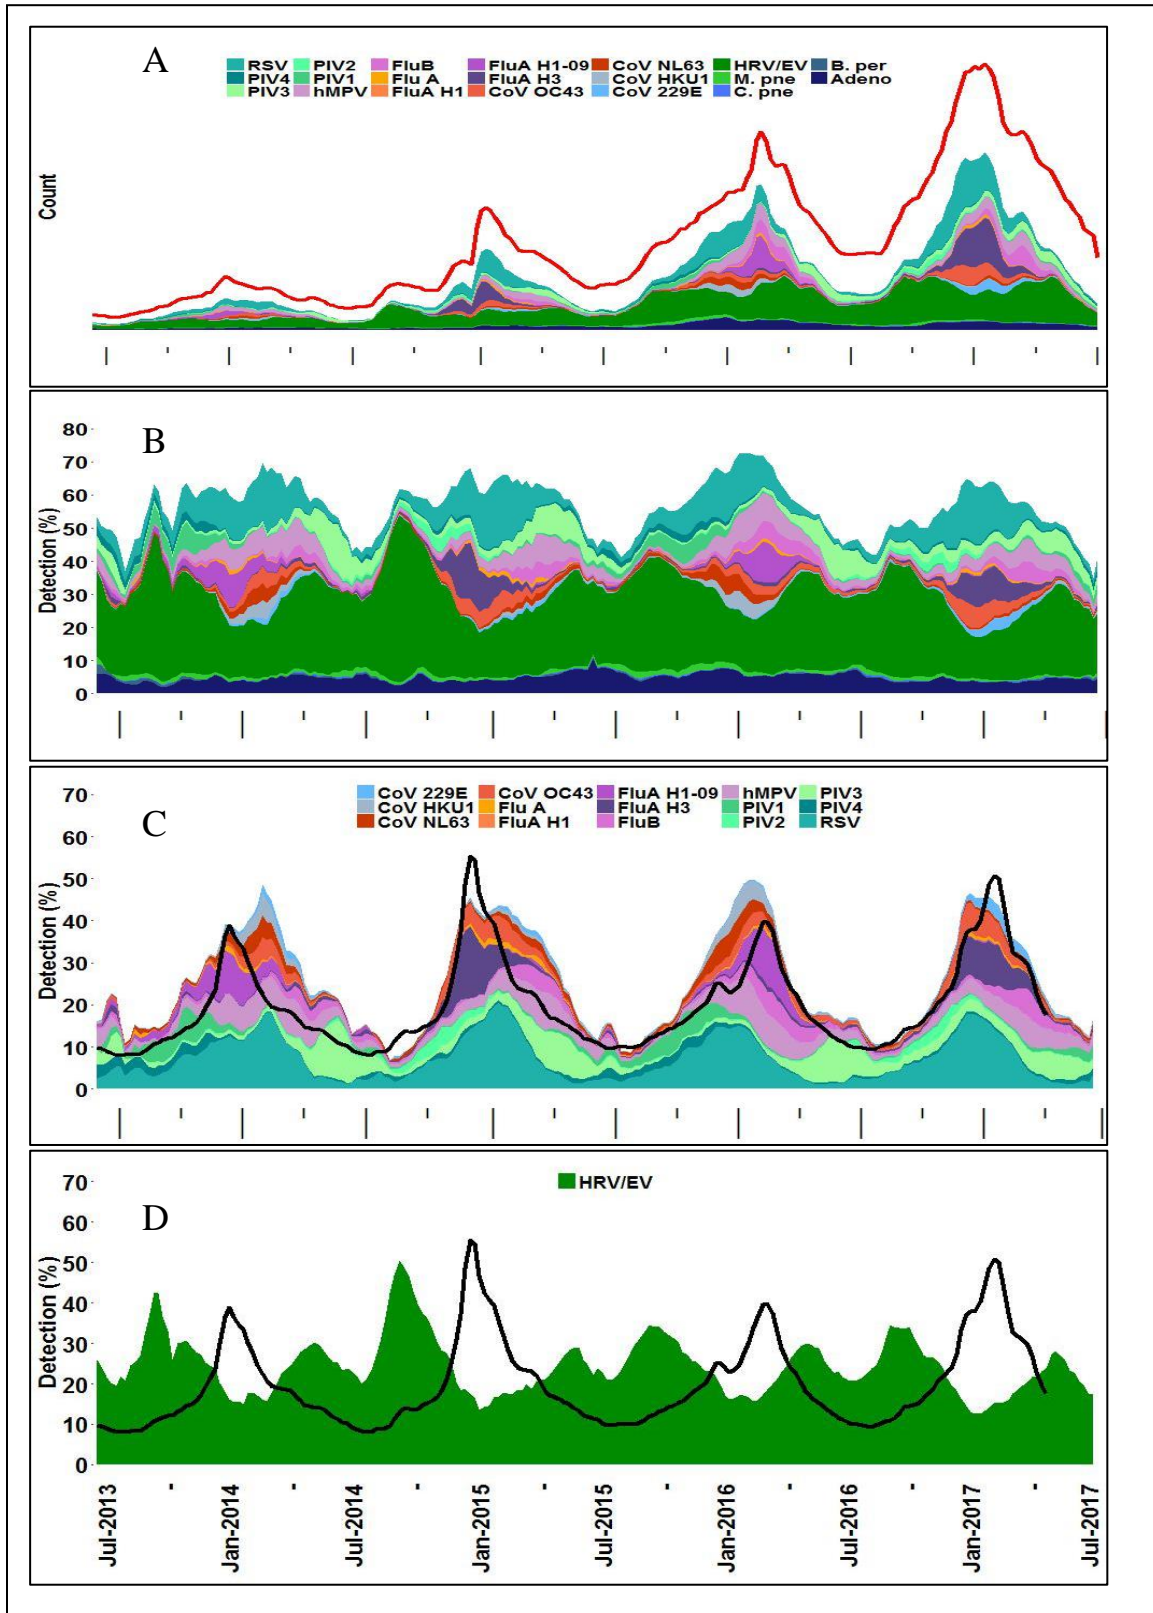 A
RSV PIV2 FluB FluA H1-09 CoV NL63 HRV/EV B. per
PIV4 PIV1 Flu A FluA H3 CoV HKU1 M. pne Adeno
PIV3 hMPV FluA H1 CoV OC43 CoV 229E C. pne
Count
B
80
70
60
50
40
30
20
10
0
Detection (%)
C
CoV 229E CoV OC43 FluA H1-09 hMPV PIV3
CoV HKU1 Flu A FluA H3 PIV1 PIV4
CoV NL63 FluA H1 FluB PIV2 RSV
70
60
50
40
30
20
10
0
Detection (%)
D
HRV/EV
70
60
50
40
30
20
10
0
Detection (%)
Jul-2013 - Jan-2014 - Jul-2014 - Jan-2015 - Jul-2015 - Jan-2016 - Jul-2016 - Jan-2017 - Jul-2017